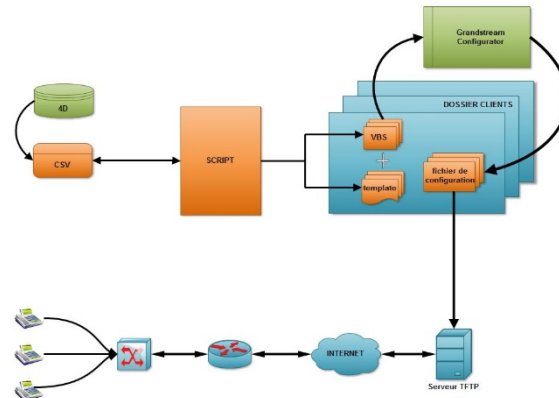 Grandstream
Configurator
DOSSIER CLIENTS
4D
CSV
SCRIPT
VBS
+
template
fichier de
configuration
INTERNET
Serveur TFTP